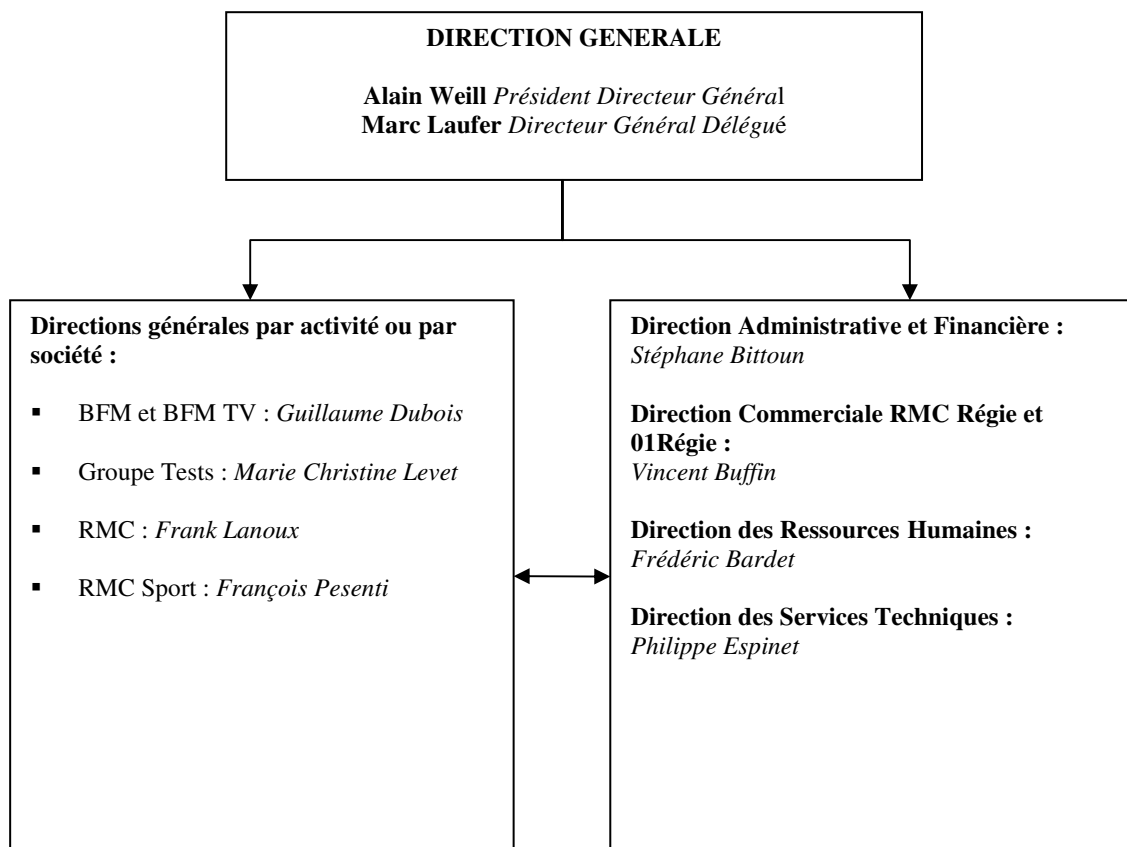 DIRECTION GENERALE
Alain Weill Président Directeur Général
Marc Laufer Directeur Général Délégué
Directions générales par activité ou par
société :
▪ BFM et BFM TV : Guillaume Dubois
▪ Groupe Tests : Marie Christine Levet
▪ RMC : Frank Lanoux
▪ RMC Sport : François Pesenti
Direction Administrative et Financière :
Stéphane Bittoun
Direction Commerciale RMC Régie et
01Régie :
Vincent Buffin
Direction des Ressources Humaines :
Frédéric Bardet
Direction des Services Techniques :
Philippe Espinet